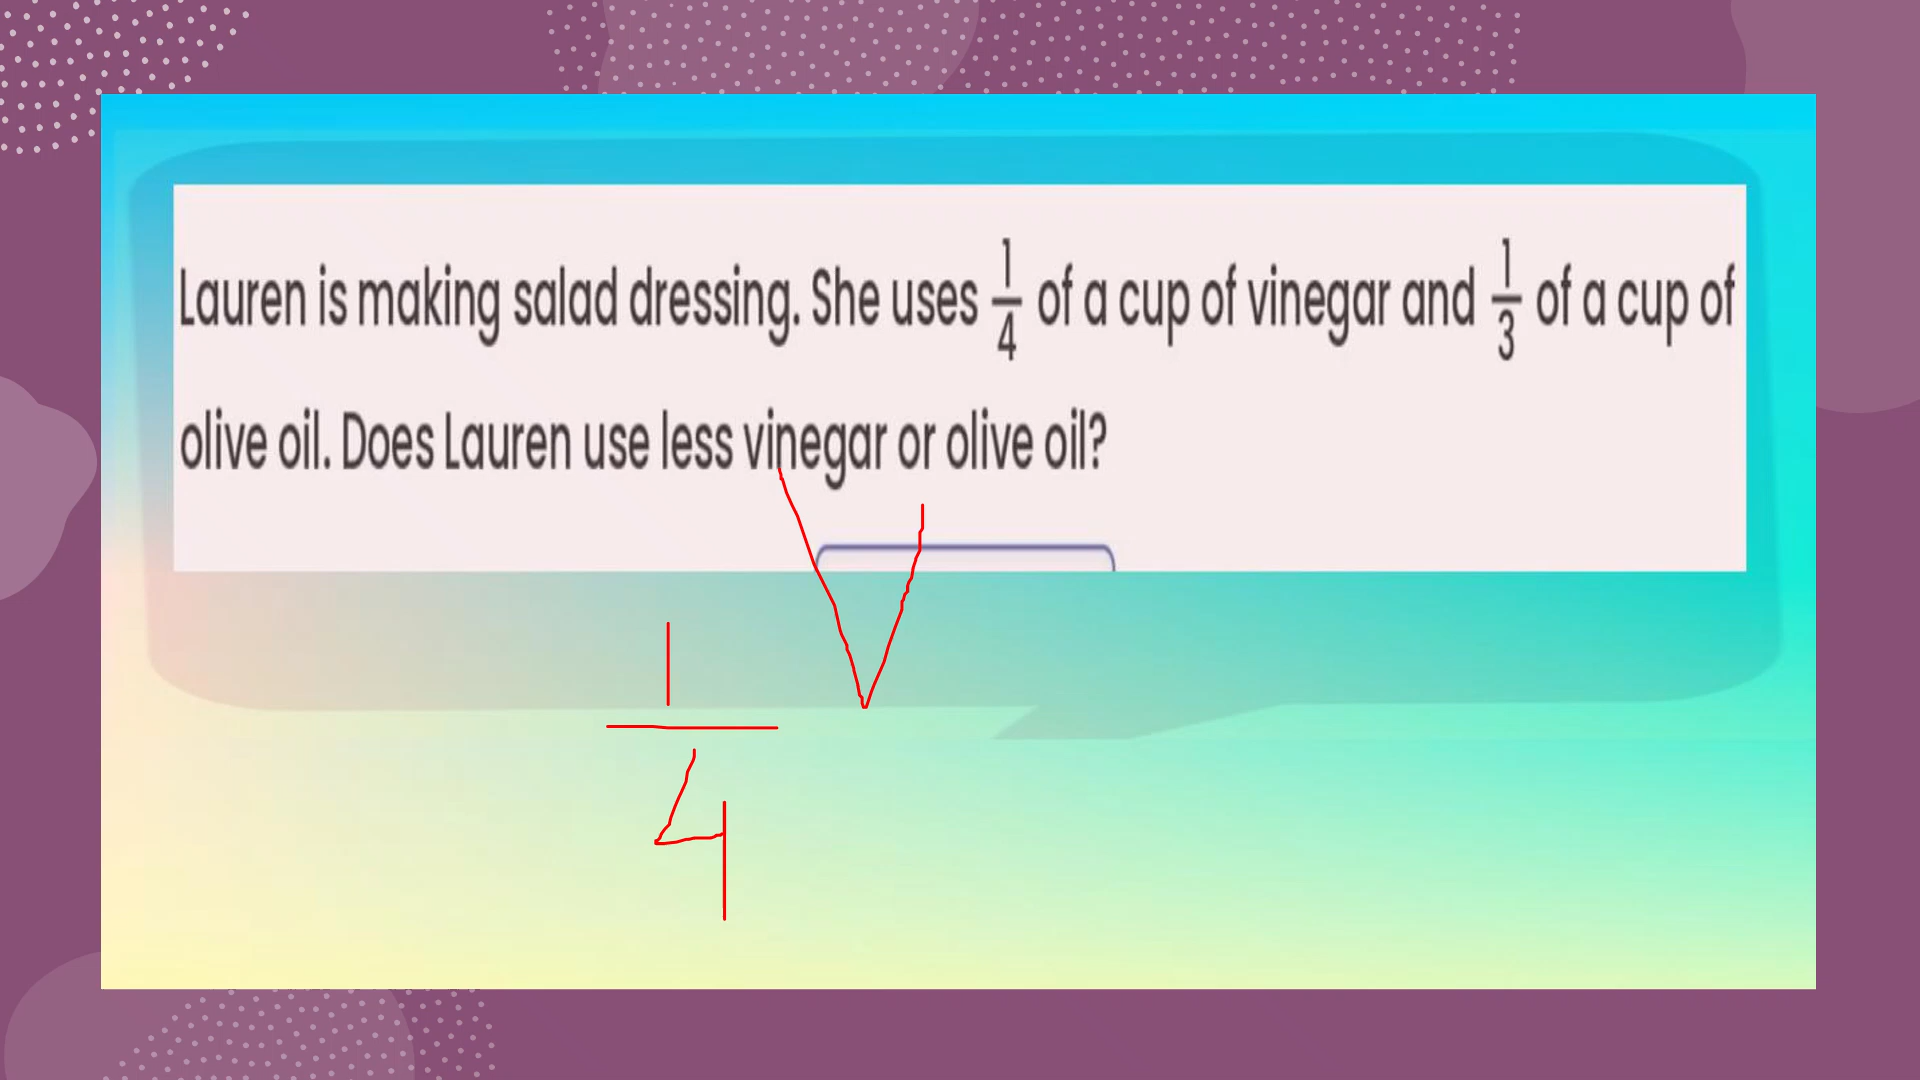 Lauren is making salad dressing. She uses 1/4 of a cup of vinegar and 1/3 of a cup of
olive oil. Does Lauren use less vinegar or olive oil?
V
1/4